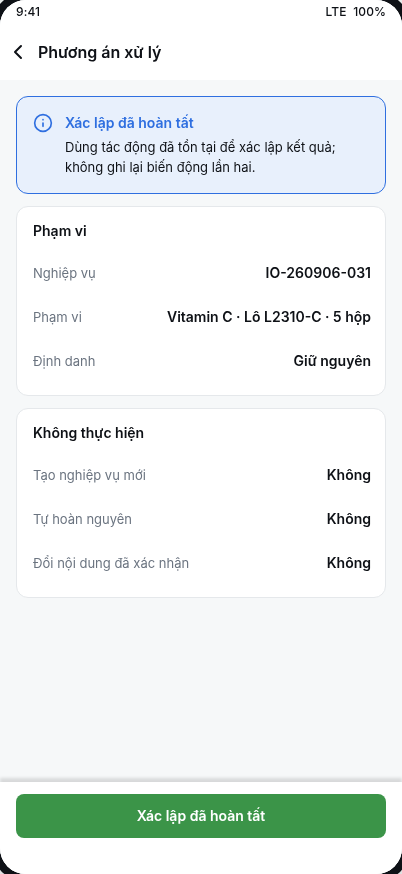 9:41
LTE 100%
Phương án xử lý
Xác lập đã hoàn tất
Dùng tác động đã tồn tại để xác lập kết quả;
không ghi lại biến động lần hai.
Phạm vi
Nghiệp vụ
IO-260906-031
Phạm vi
Vitamin C · Lô L2310-C · 5 hộp
Định danh
Giữ nguyên
Không thực hiện
Tạo nghiệp vụ mới
Không
Tự hoàn nguyên
Không
Đổi nội dung đã xác nhận
Không
Xác lập đã hoàn tất